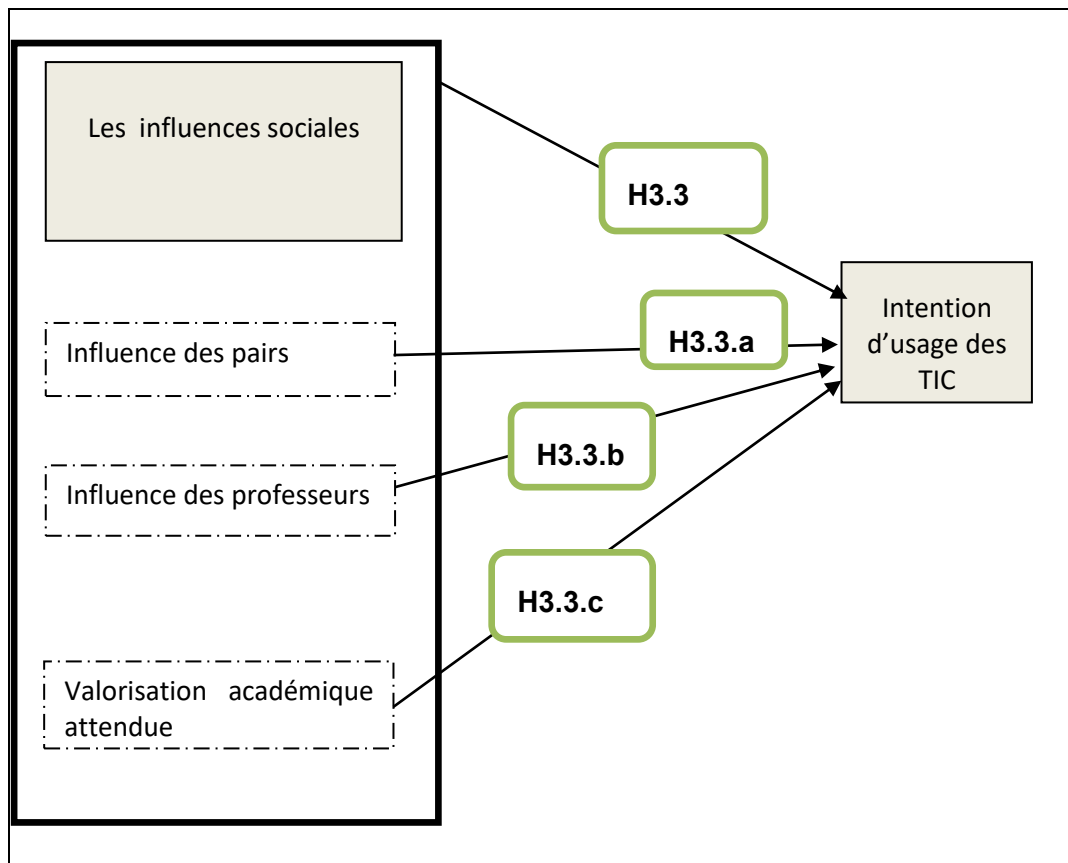 Les influences sociales
H3.3
Intention
d'usage des
TIC
Influence des pairs
H3.3.a
H3.3.b
Influence des professeurs
H3.3.c
Valorisation académique
attendue